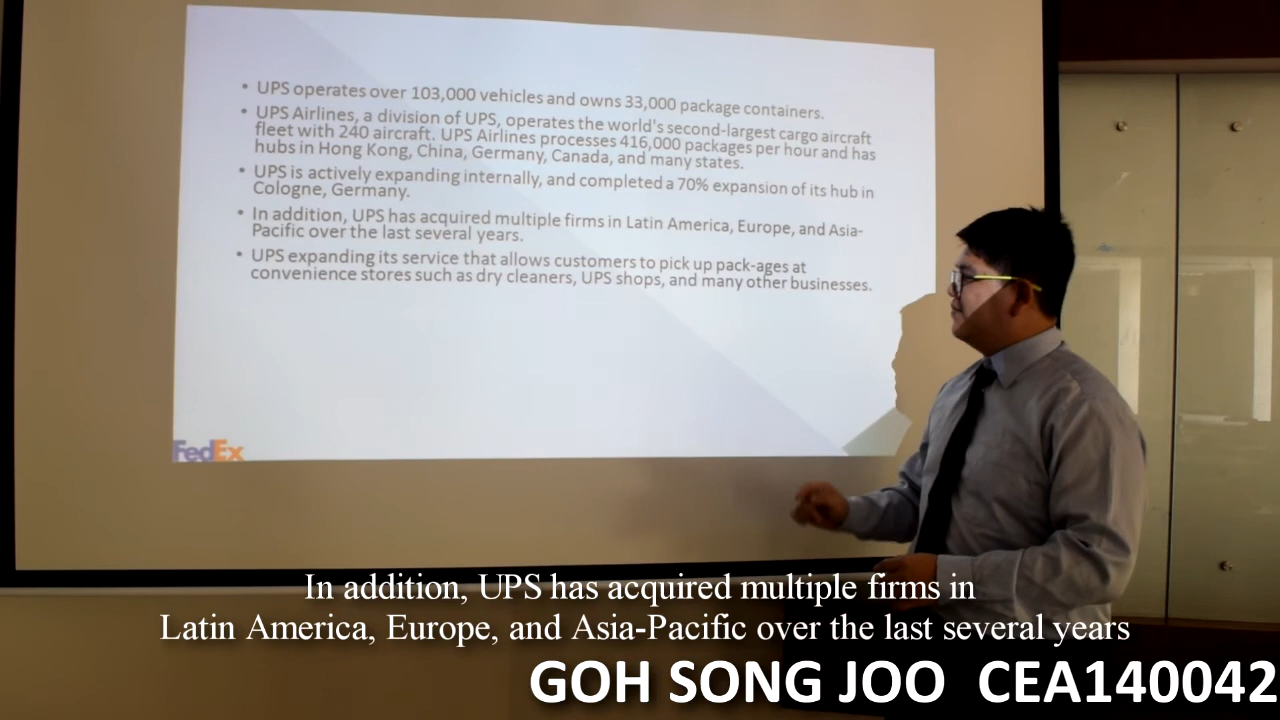 • UPS operates over 103,000 vehicles and owns 33,000 package containers.
• UPS Airlines, a division of UPS, operates the world's second-largest cargo aircraft
fleet with 240 aircraft. UPS Airlines processes 416,000 packages per hour and has
hubs in Hong Kong, China, Germany, Canada, and many states.
• UPS is actively expanding internally, and completed a 70% expansion of its hub in
Cologne, Germany.
• In addition, UPS has acquired multiple firms in Latin America, Europe, and Asia-
Pacific over the last several years.
• UPS expanding its service that allows customers to pick up pack-ages at
convenience stores such as dry cleaners, UPS shops, and many other businesses.
FedEx
In addition, UPS has acquired multiple firms in
Latin America, Europe, and Asia-Pacific over the last several years
GOH SONG JOO CEA140042